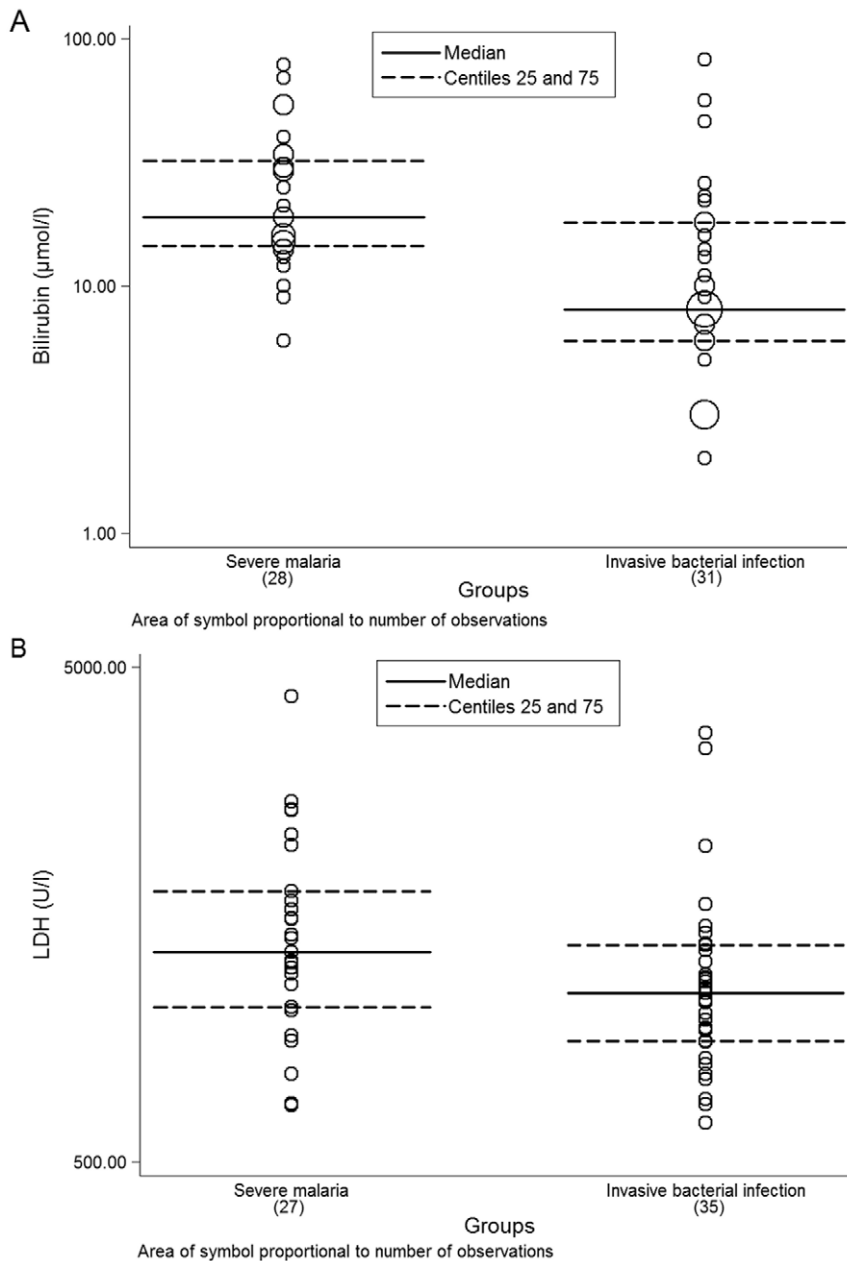 A
100.00
Median
Centiles 25 and 75
Bilirubin (µmol/l)
10.00
1.00
Severe malaria
(28)
Invasive bacterial infection
(31)
Groups
Area of symbol proportional to number of observations
B
5000.00
Median
Centiles 25 and 75
LDH (U/l)
500.00
Severe malaria
(27)
Invasive bacterial infection
(35)
Groups
Area of symbol proportional to number of observations